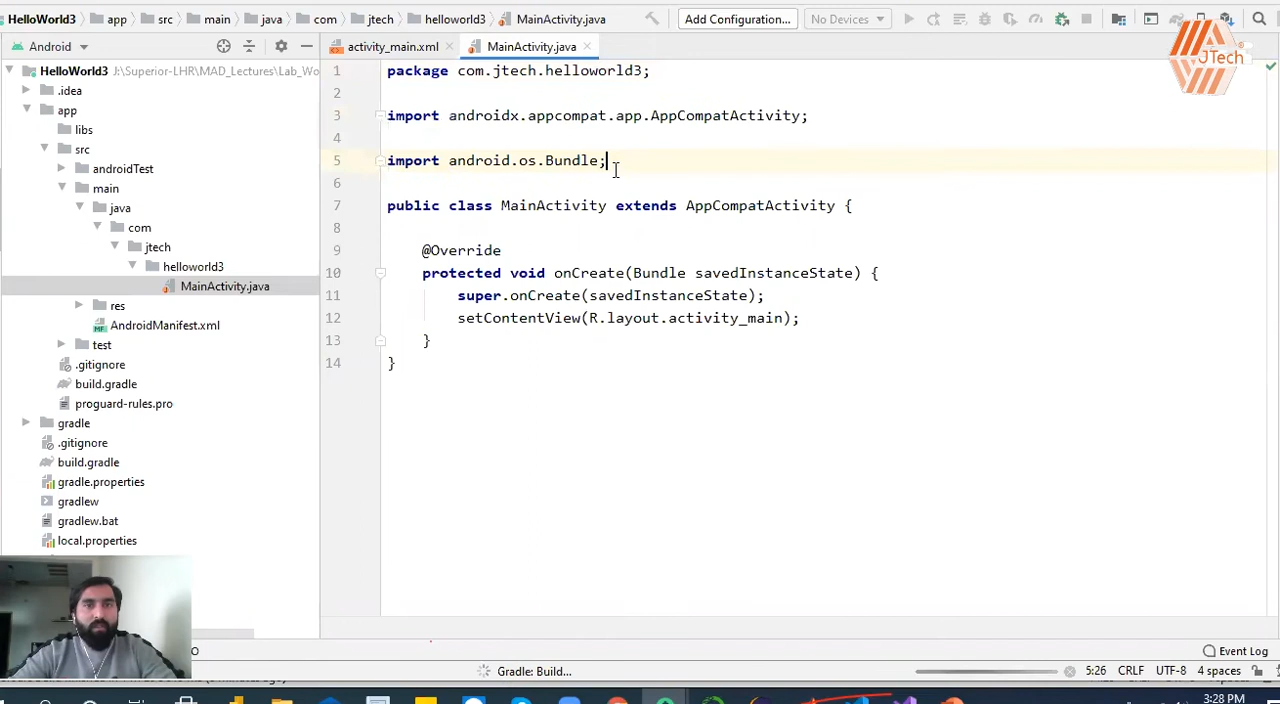 HelloWorld3 app src main java com jtech helloworld3 MainActivity.java Add Configuration... No Devices
Android activity_main.xml MainActivity.java
JTech
HelloWorld3 J:\Superior-LHR\MAD_Lectures\Lab_Wo
.idea
app
libs
src
androidTest
main
java
com
jtech
helloworld3
MainActivity.java
res
AndroidManifest.xml
test
.gitignore
build.gradle
proguard-rules.pro
gradle
.gitignore
build.gradle
gradle.properties
gradlew
gradlew.bat
local.properties
1 package com.jtech.helloworld3;
2
3 import androidx.appcompat.app.AppCompatActivity;
4
5 import android.os.Bundle;
6
7 public class MainActivity extends AppCompatActivity {
8
9 @Override
10 protected void onCreate(Bundle savedInstanceState) {
11 super.onCreate(savedInstanceState);
12 setContentView(R.layout.activity_main);
13 }
14 }
Event Log
Gradle: Build... 5:26 CRLF UTF-8 4 spaces
3:28 PM